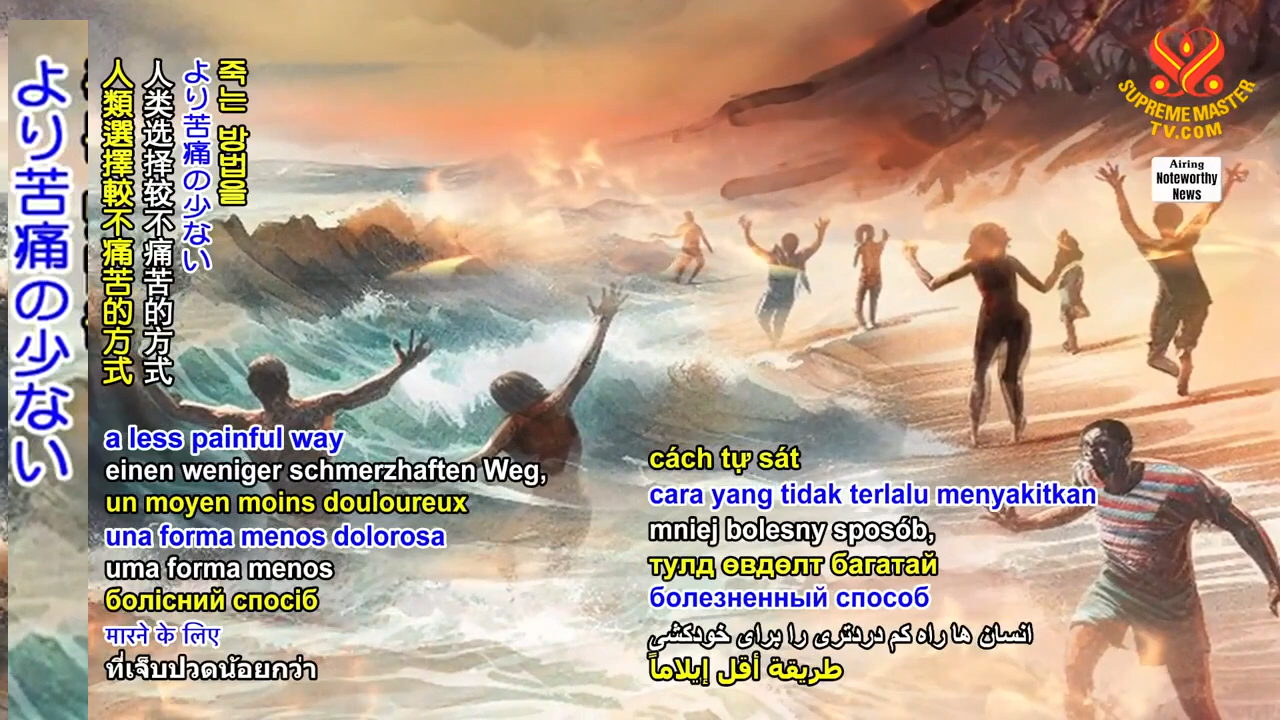 より苦痛の少ない
人類選擇較不痛苦的方式
人类选择较不痛苦的方式
より苦痛の少ない
죽는 방법을
a less painful way
einen weniger schmerzhaften Weg,
un moyen moins douloureux
una forma menos dolorosa
uma forma menos
болісний спосіб
मारने के लिए
ที่เจ็บปวดน้อยกว่า
cách tự sát
cara yang tidak terlalu menyakitkan
mniej bolesny sposób,
тулд өвдөлт багатай
болезненный способ
انسان ها راه کم دردتری را برای خودکشی
طريقة أقل إيلاماً
SUPREME MASTER
TV.COM
Airing
Noteworthy
News